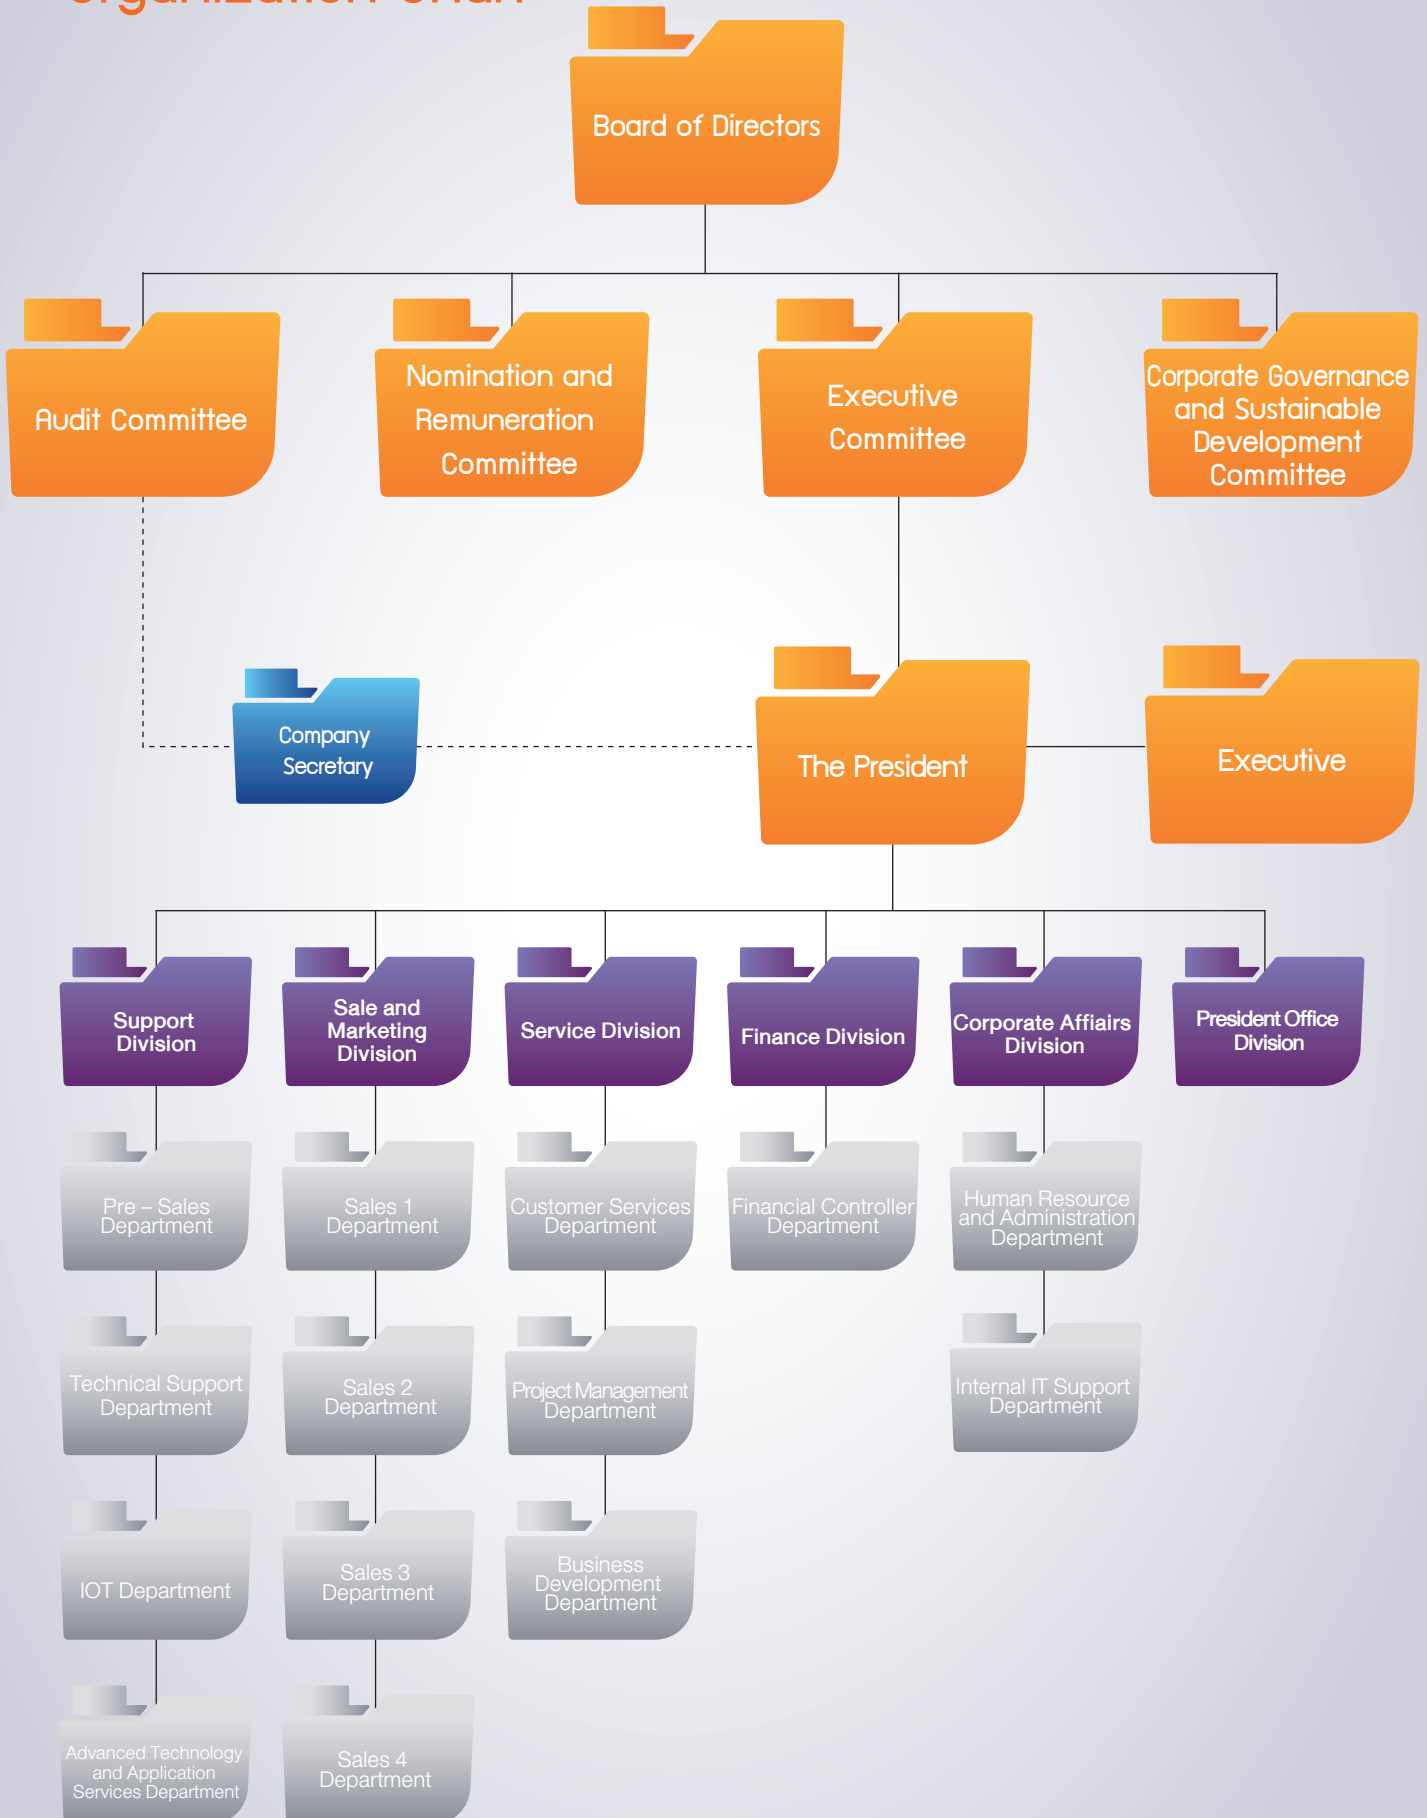 Board of Directors
Audit Committee
Nomination and
Remuneration
Committee
Executive
Committee
Corporate Governance
and Sustainable
Development
Committee
Company
Secretary
The President
Executive
Support
Division
Sale and
Marketing
Division
Service Division
Finance Division
Corporate Affiairs
Division
President Office
Division
Pre – Sales
Department
Sales 1
Department
Customer Services
Department
Financial Controller
Department
Human Resource
and Administration
Department
Technical Support
Department
Sales 2
Department
Project Management
Department
Internal IT Support
Department
IOT Department
Sales 3
Department
Business
Development
Department
Advanced Technology
and Application
Services Department
Sales 4
Department